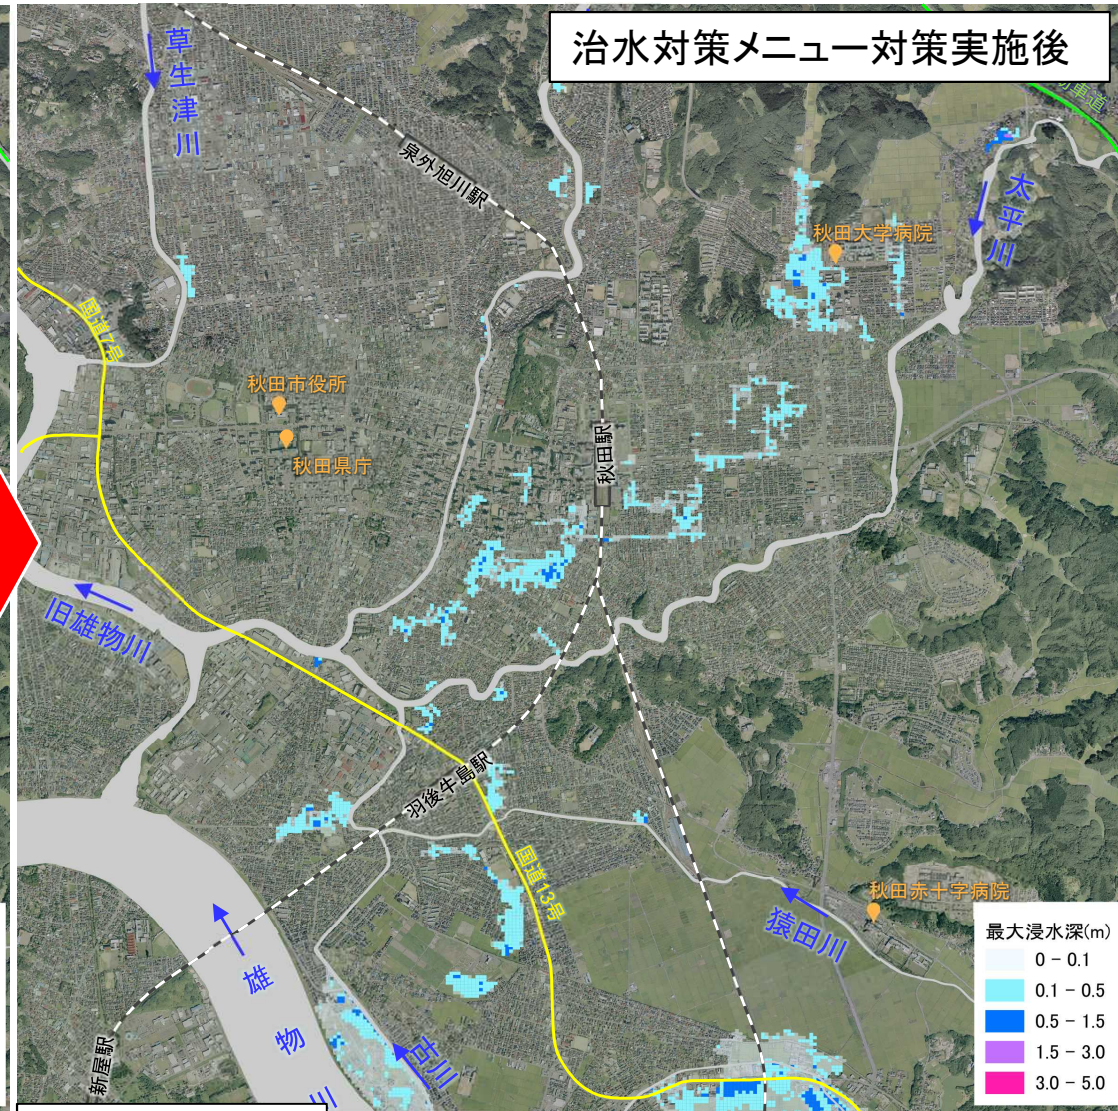 治水対策メニュー対策実施後
草生津川
動車道
泉外旭川駅
太平川
秋田大学病院
国道7号
秋田市役所
秋田県庁
秋田駅
旧雄物川
羽後牛島駅
国道13号
秋田赤十字病院
猿田川
雄物川
古川
新屋駅
最大浸水深(m)
0 - 0.1
0.1 - 0.5
0.5 - 1.5
1.5 - 3.0
3.0 - 5.0